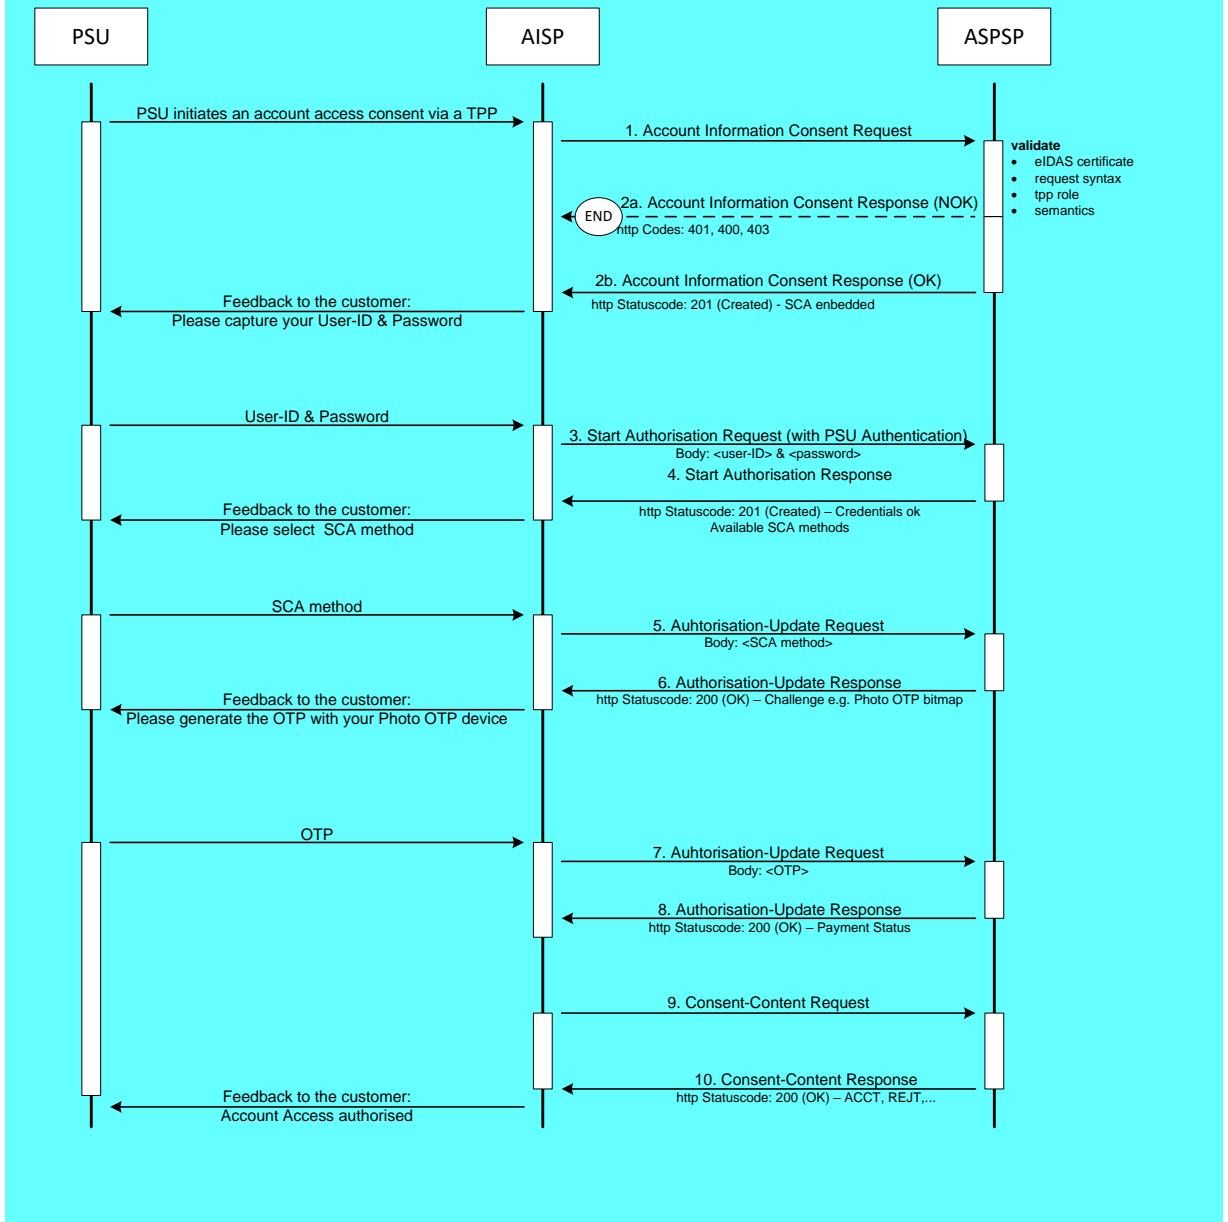 PSU
AISP
ASPSP
PSU initiates an account access consent via a TPP
1. Account Information Consent Request
validate
• eIDAS certificate
• request syntax
• tpp role
• semantics
2a. Account Information Consent Response (NOK)
END
http Codes: 401, 400, 403
2b. Account Information Consent Response (OK)
http Statuscode: 201 (Created) - SCA enbedded
Feedback to the customer:
Please capture your User-ID & Password
User-ID & Password
3. Start Authorisation Request (with PSU Authentication)
Body: <user-ID> & <password>
4. Start Authorisation Response
http Statuscode: 201 (Created) – Credentials ok
Available SCA methods
Feedback to the customer:
Please select SCA method
SCA method
5. Auhtorisation-Update Request
Body: <SCA method>
6. Authorisation-Update Response
http Statuscode: 200 (OK) – Challenge e.g. Photo OTP bitmap
Feedback to the customer:
Please generate the OTP with your Photo OTP device
OTP
7. Auhtorisation-Update Request
Body: <OTP>
8. Authorisation-Update Response
http Statuscode: 200 (OK) – Payment Status
9. Consent-Content Request
10. Consent-Content Response
http Statuscode: 200 (OK) – ACCT, REJT,...
Feedback to the customer:
Account Access authorised